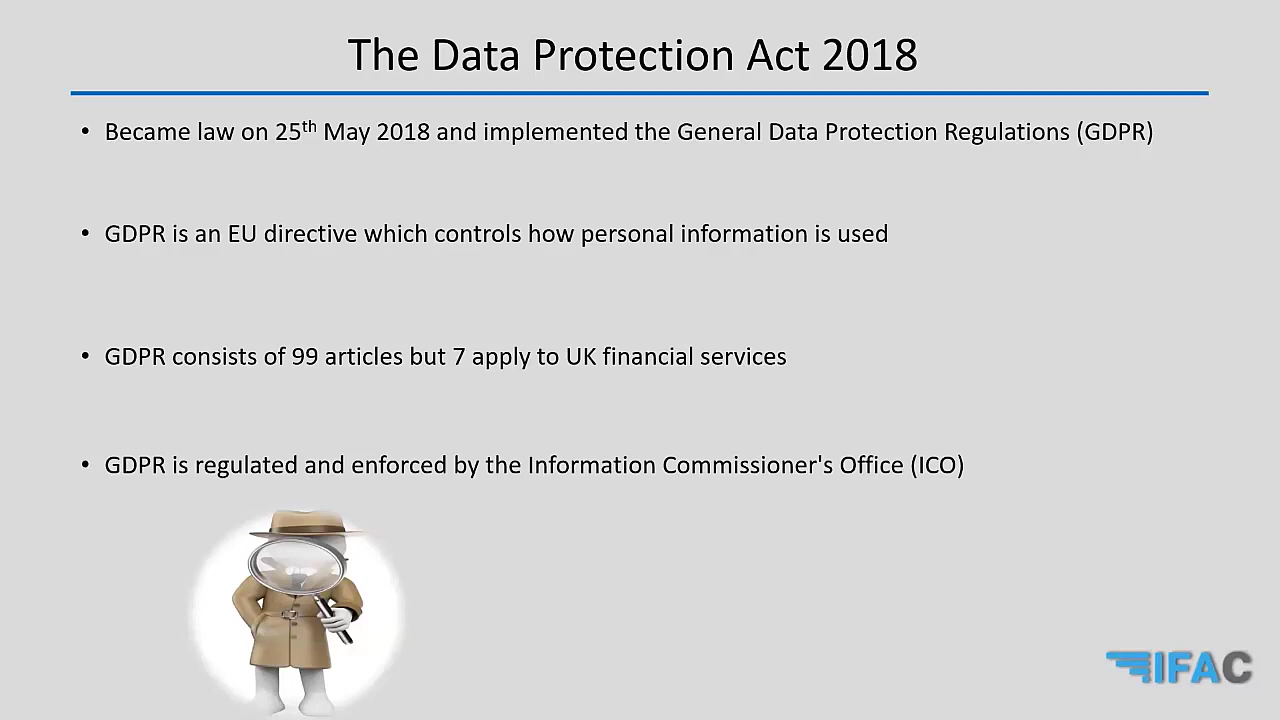 The Data Protection Act 2018
• Became law on 25th May 2018 and implemented the General Data Protection Regulations (GDPR)
• GDPR is an EU directive which controls how personal information is used
• GDPR consists of 99 articles but 7 apply to UK financial services
• GDPR is regulated and enforced by the Information Commissioner's Office (ICO)
IFAC